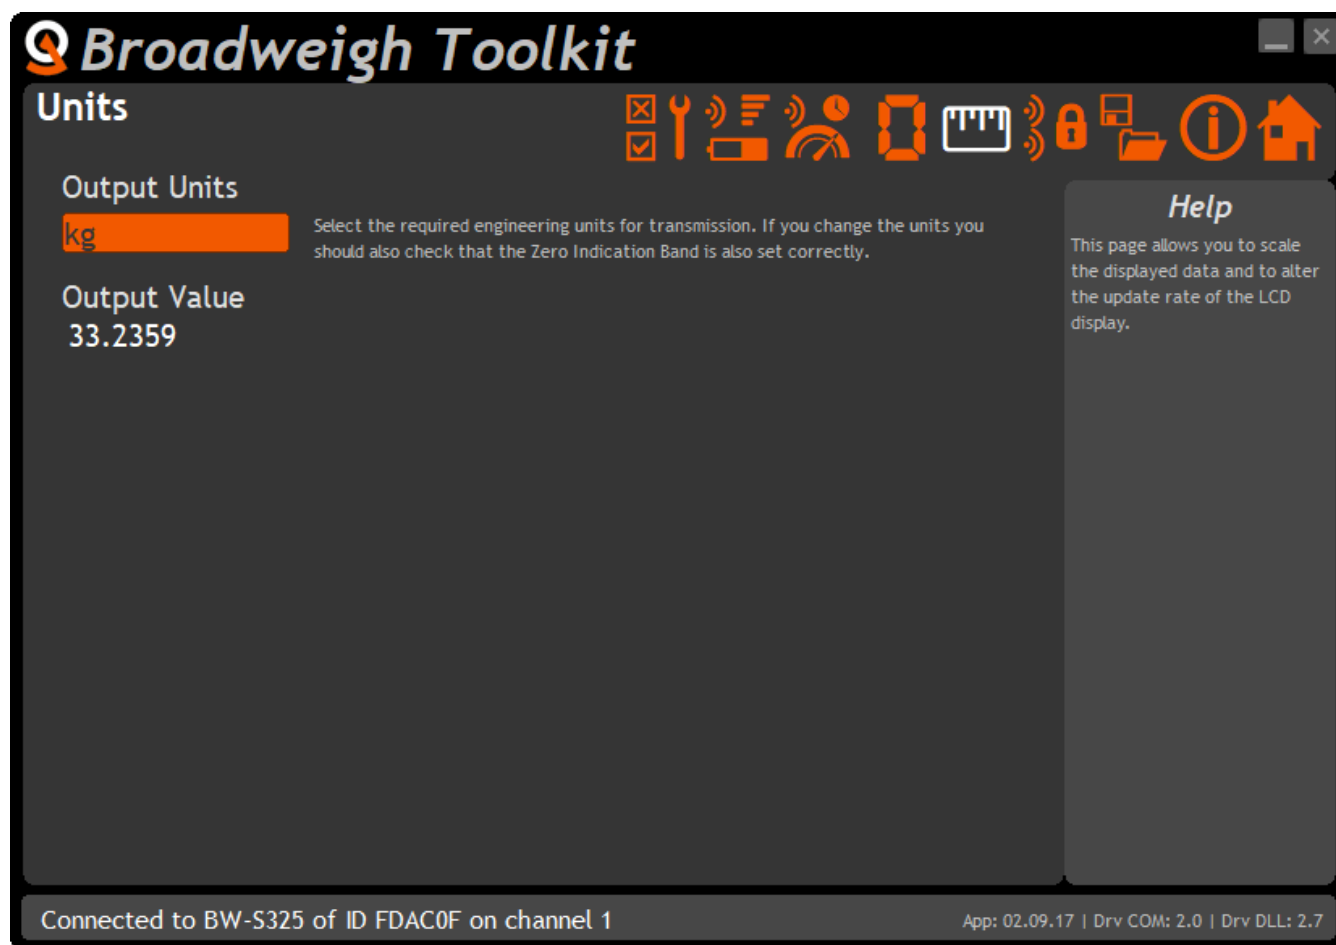 Broadweigh Toolkit
Units
Output Units
kg
Select the required engineering units for transmission. If you change the units you
should also check that the Zero Indication Band is also set correctly.
Output Value
33.2359
Help
This page allows you to scale
the displayed data and to alter
the update rate of the LCD
display.
Connected to BW-S325 of ID FDAC0F on channel 1
App: 02.09.17 | Drv COM: 2.0 | Drv DLL: 2.7